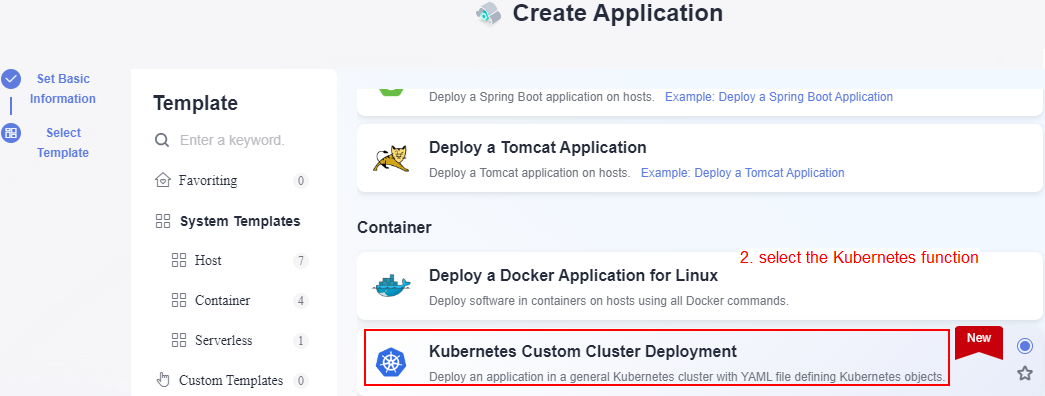 Create Application
Set Basic
Information
Select
Template
Template
Enter a keyword.
Favoriting 0
System Templates
Host 7
Container 4
Serverless 1
Custom Templates 0
Deploy a Spring Boot application on hosts. Example: Deploy a Spring Boot Application
Deploy a Tomcat Application
Deploy a Tomcat application on hosts. Example: Deploy a Tomcat Application
Container
2. select the Kubernetes function
Deploy a Docker Application for Linux
Deploy software in containers on hosts using all Docker commands.
New
Kubernetes Custom Cluster Deployment
Deploy an application in a general Kubernetes cluster with YAML file defining Kubernetes objects.